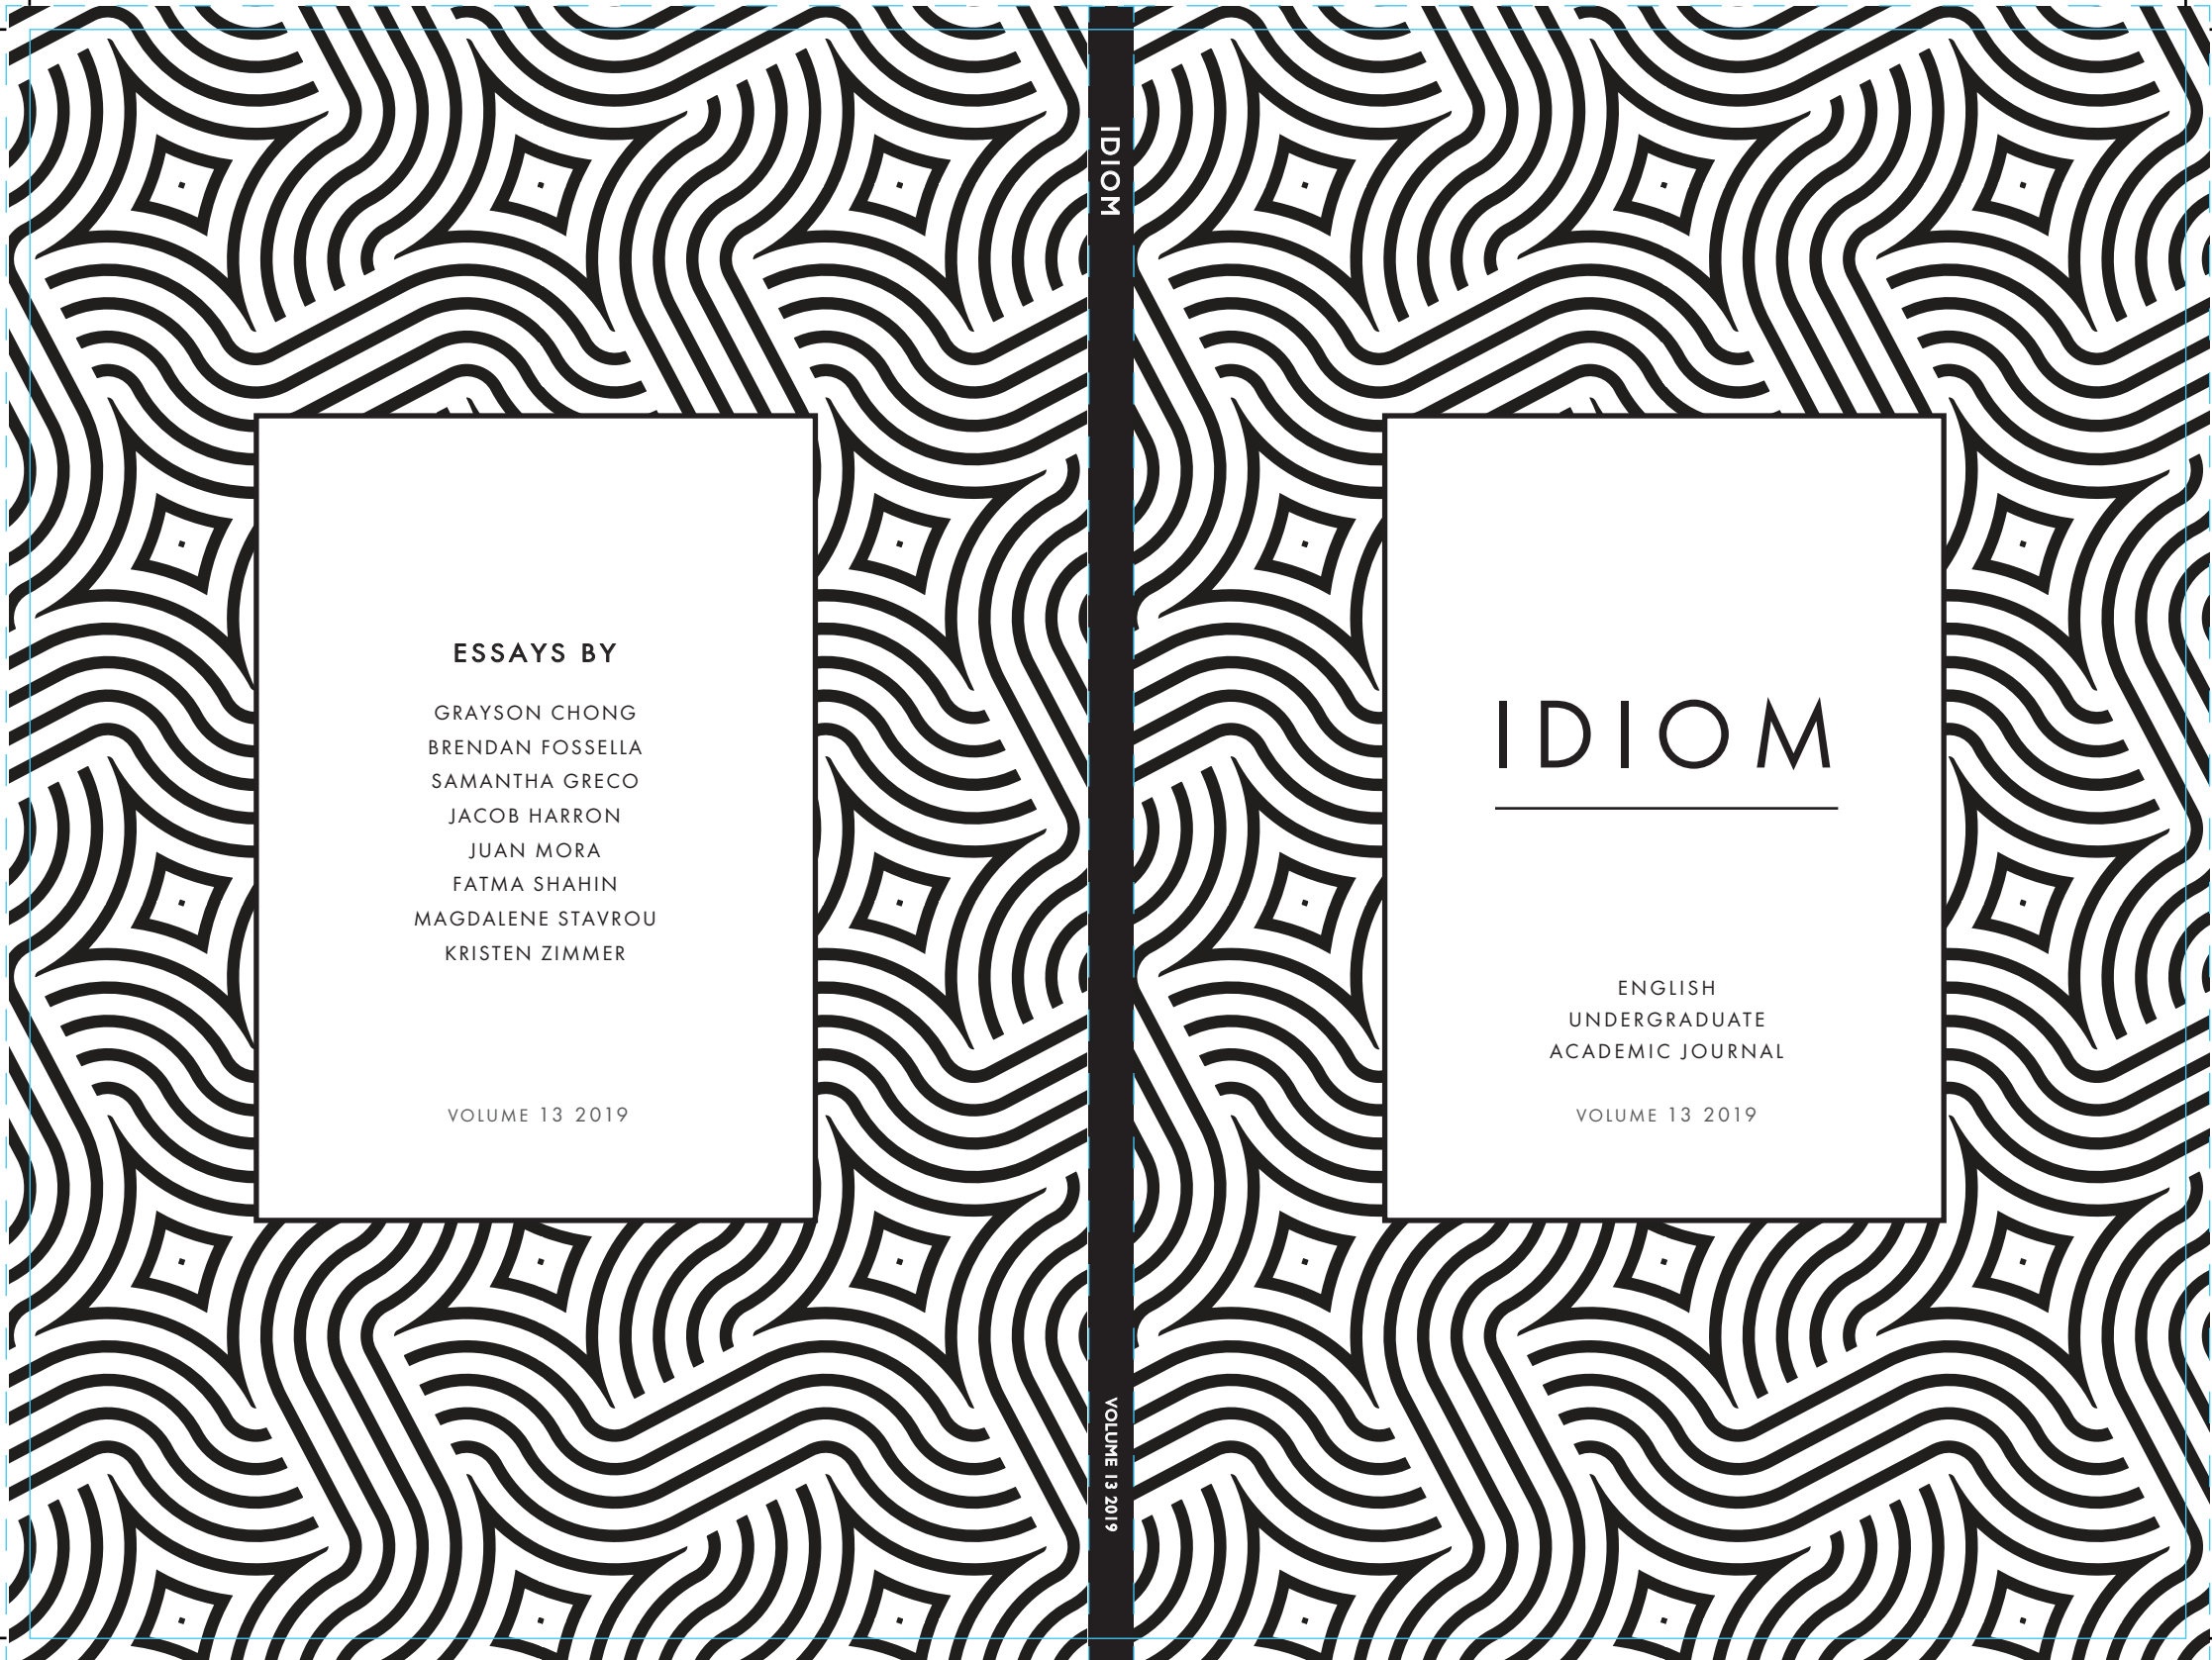 ESSAYS BY
GRAYSON CHONG
BRENDAN FOSSELLA
SAMANTHA GRECO
JACOB HARRON
JUAN MORA
FATMA SHAHIN
MAGDALENE STAVROU
KRISTEN ZIMMER
VOLUME 13 2019
IDIOM
VOLUME 13 2019
IDIOM
ENGLISH
UNDERGRADUATE
ACADEMIC JOURNAL
VOLUME 13 2019